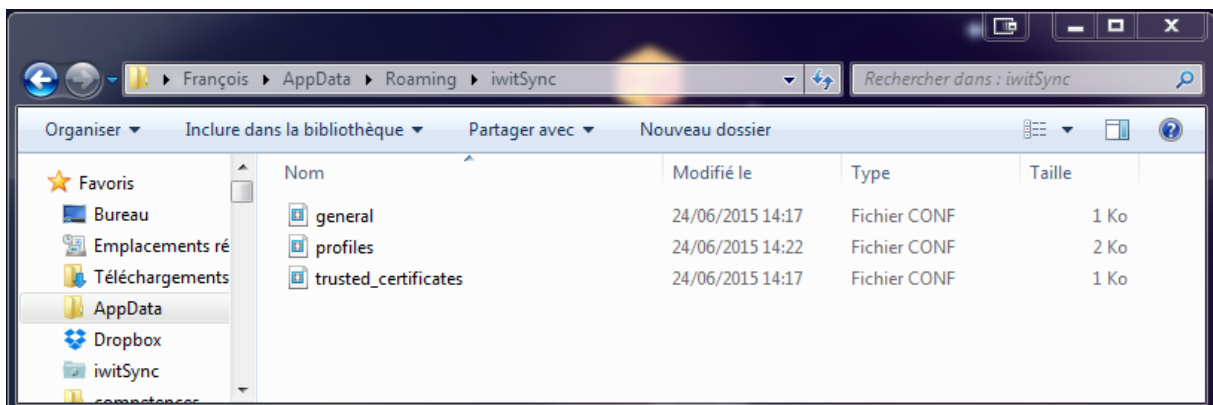 François AppData Roaming iwitSync Rechercher dans : iwitSync
Organiser Inclure dans la bibliothèque Partager avec Nouveau dossier
Favoris
Bureau
Emplacements ré
Téléchargements
AppData
Dropbox
iwitSync
competences
Nom Modifié le Type Taille
general 24/06/2015 14:17 Fichier CONF 1 Ko
profiles 24/06/2015 14:22 Fichier CONF 2 Ko
trusted_certificates 24/06/2015 14:17 Fichier CONF 1 Ko